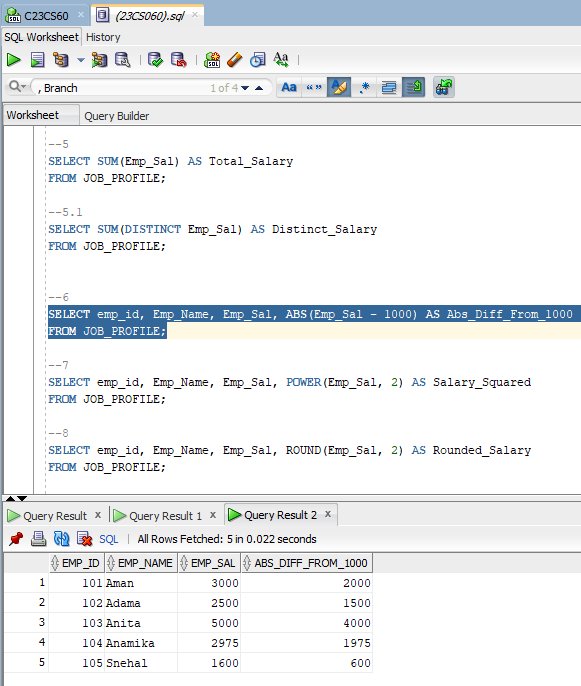 C23CS60 (23CS060).sql
SQL Worksheet History
, Branch 1 of 4 Aa “ ” .*
Worksheet Query Builder
--5
SELECT SUM(Emp_Sal) AS Total_Salary
FROM JOB_PROFILE;
--5.1
SELECT SUM(DISTINCT Emp_Sal) AS Distinct_Salary
FROM JOB_PROFILE;
--6
SELECT emp_id, Emp_Name, Emp_Sal, ABS(Emp_Sal - 1000) AS Abs_Diff_From_1000
FROM JOB_PROFILE;
--7
SELECT emp_id, Emp_Name, Emp_Sal, POWER(Emp_Sal, 2) AS Salary_Squared
FROM JOB_PROFILE;
--8
SELECT emp_id, Emp_Name, Emp_Sal, ROUND(Emp_Sal, 2) AS Rounded_Salary
FROM JOB_PROFILE;
Query Result x Query Result 1 x Query Result 2 x
SQL | All Rows Fetched: 5 in 0.022 seconds
EMP_ID EMP_NAME EMP_SAL ABS_DIFF_FROM_1000
1 101 Aman 3000 2000
2 102 Adama 2500 1500
3 103 Anita 5000 4000
4 104 Anamika 2975 1975
5 105 Snehal 1600 600